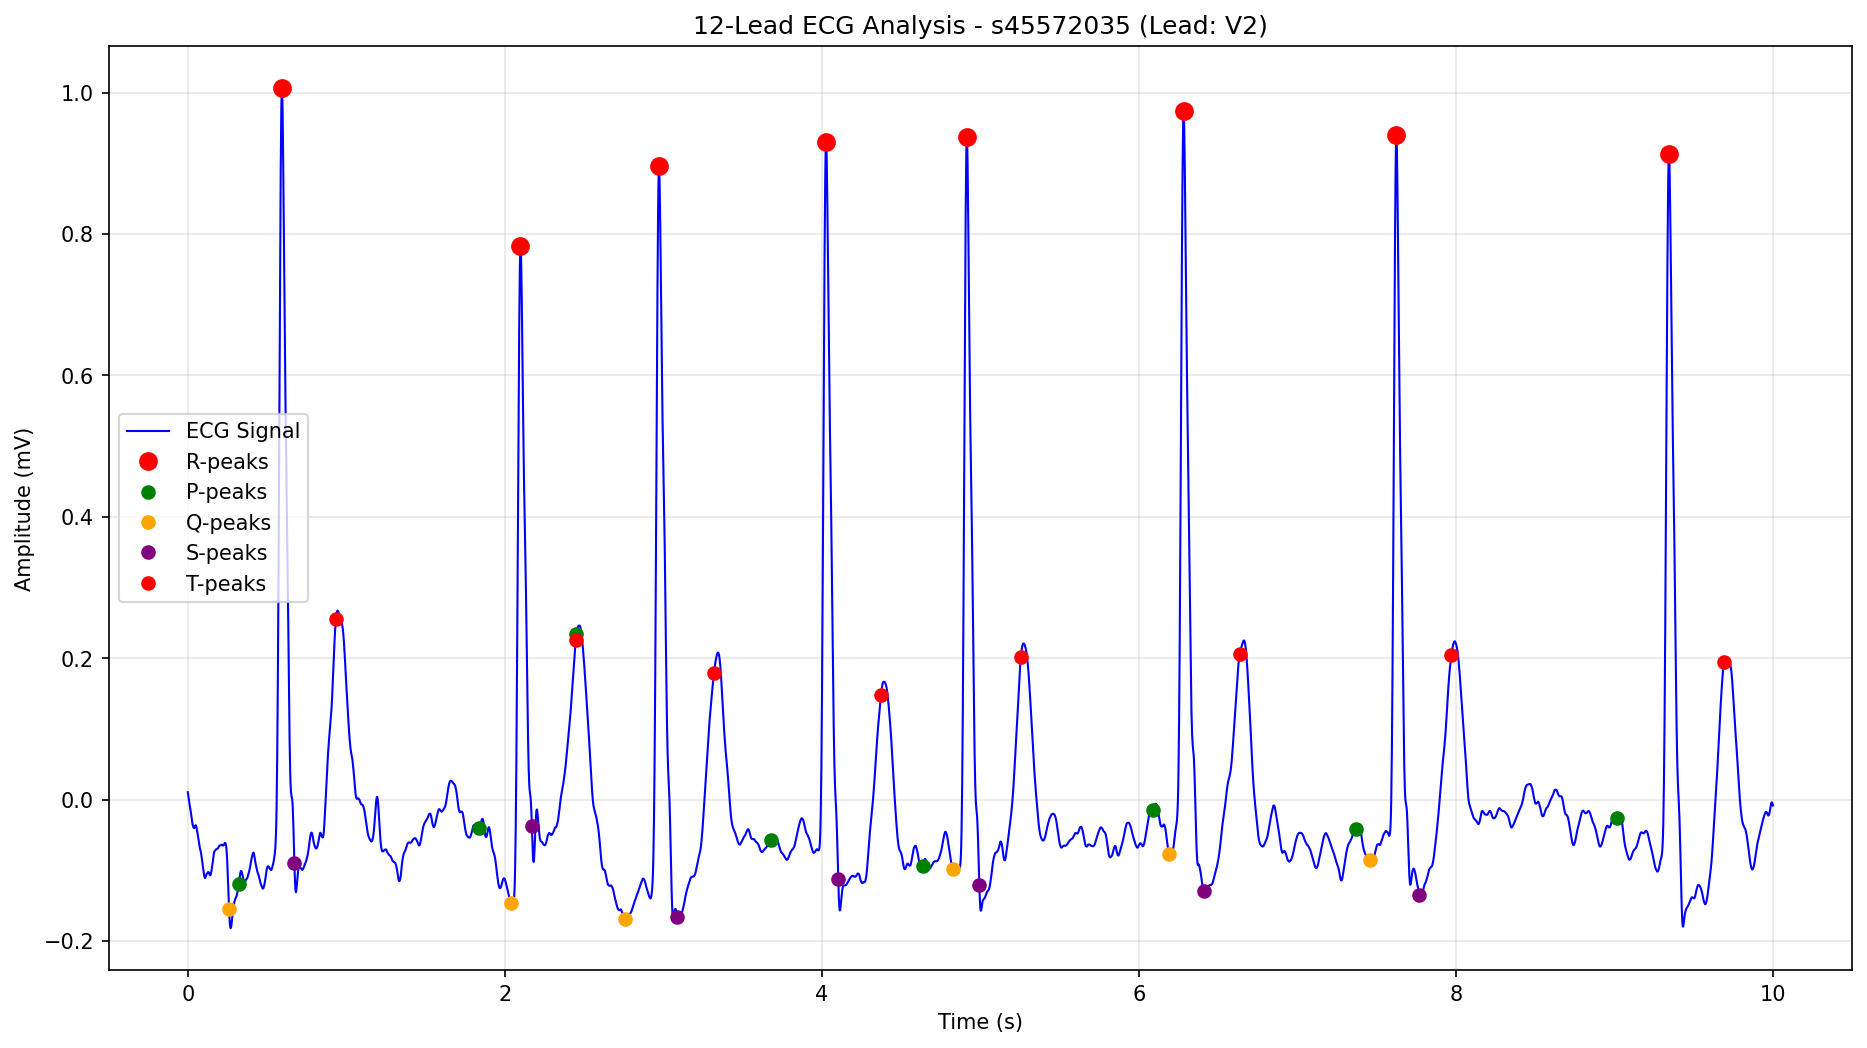 12-Lead ECG Analysis - s45572035 (Lead: V2)
1.0
0.8
0.6
0.4
0.2
0.0
−0.2
Amplitude (mV)
ECG Signal
R-peaks
P-peaks
Q-peaks
S-peaks
T-peaks
0 2 4 6 8 10
Time (s)